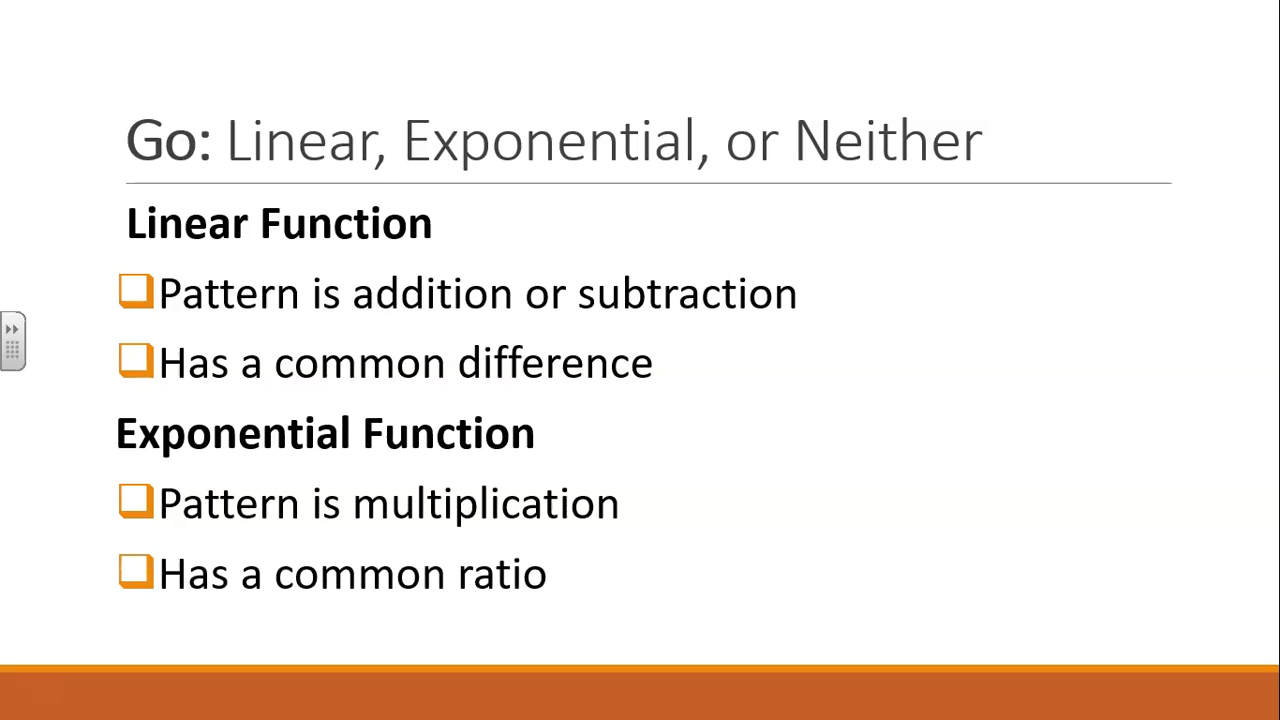 Go: Linear, Exponential, or Neither
Linear Function
Pattern is addition or subtraction
Has a common difference
Exponential Function
Pattern is multiplication
Has a common ratio